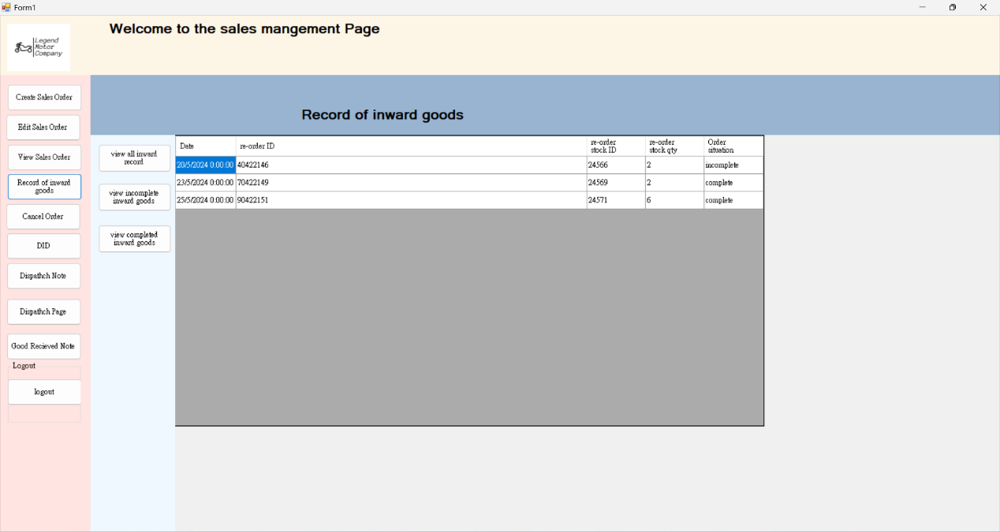 Form1
Welcome to the sales mangement Page
Legend
Motor
Company
Create Sales Order
Edit Sales Order
View Sales Order
Record of inward
goods
Cancel Order
DID
Dispathch Note
Dispathch Page
Good Recieved Note
Logout
logout
Record of inward goods
view all inward
record
view incomplete
inward goods
view completed
inward goods
Date re-order ID re-order stock ID re-order stock qty Order situation
20/5/2024 0:00:00 40422146 24566 2 incomplete
23/5/2024 0:00:00 70422149 24569 2 complete
25/5/2024 0:00:00 90422151 24571 6 complete